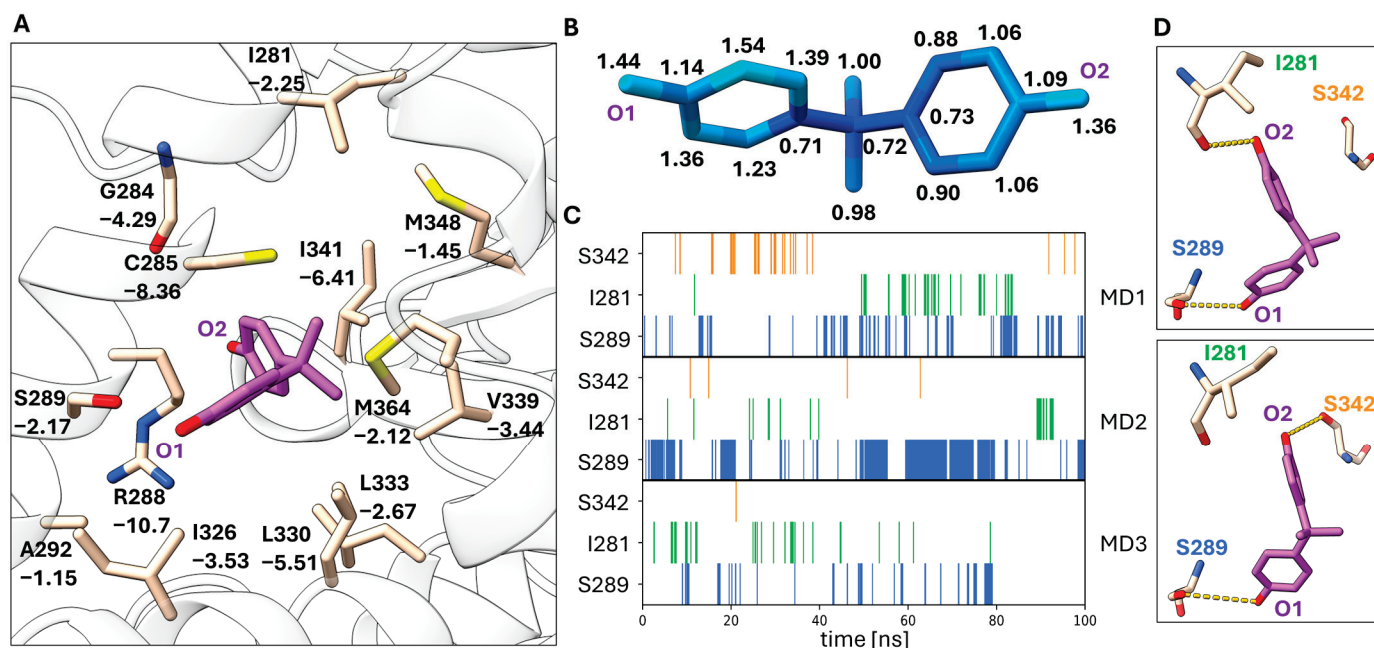 A
I281
−2.25
G284
−4.29
C285
−8.36
I341
−6.41
M348
−1.45
O2
S289
−2.17
O1
M364
−2.12
V339
−3.44
R288
−10.7
L333
−2.67
A292
−1.15
I326
−3.53
L330
−5.51
B
1.44
1.14
1.54
1.39
1.00
0.88
1.06
1.09
O2
O1
1.36
1.36
1.23
0.71
0.72
0.73
0.90
1.06
0.98
C
S342
I281
S289
MD1
S342
I281
S289
MD2
S342
I281
S289
MD3
0 20 40 60 80 100
time [ns]
D
I281
S342
O2
S289
O1
I281
S342
O2
S289
O1